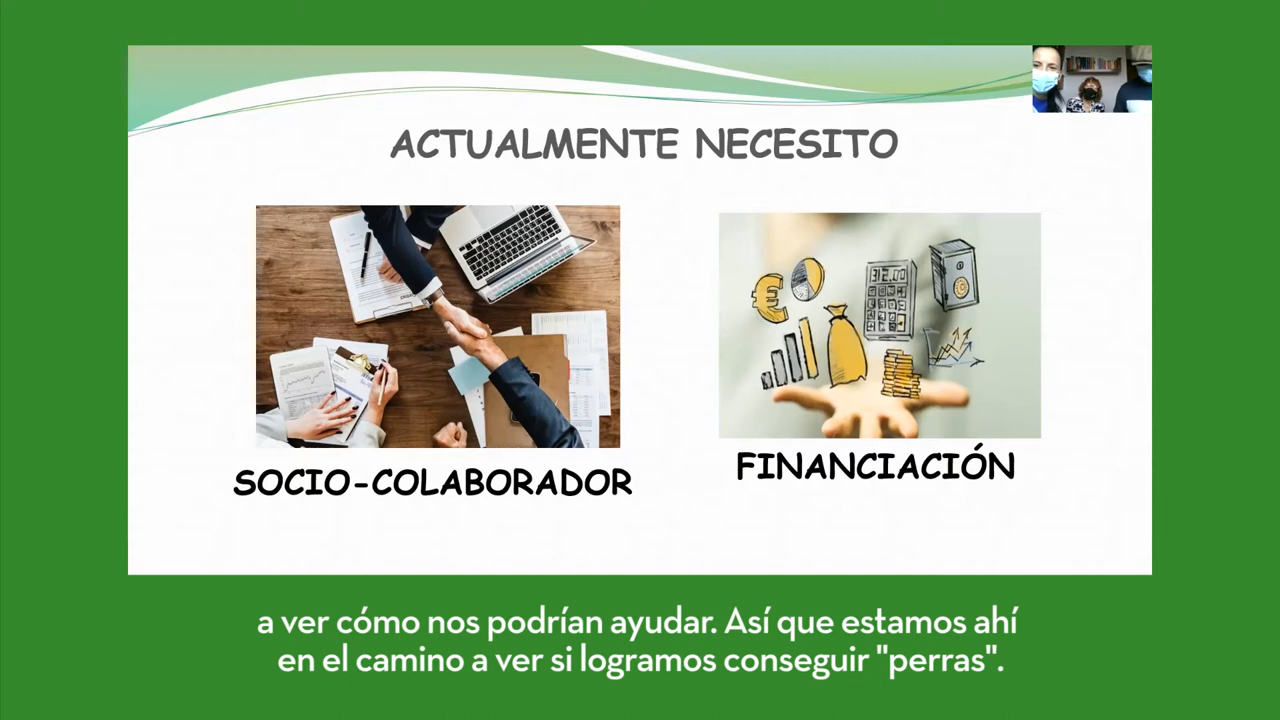 ACTUALMENTE NECESITO
SOCIO-COLABORADOR
FINANCIACIÓN
a ver cómo nos podrían ayudar. Así que estamos ahí
en el camino a ver si logramos conseguir "perras".